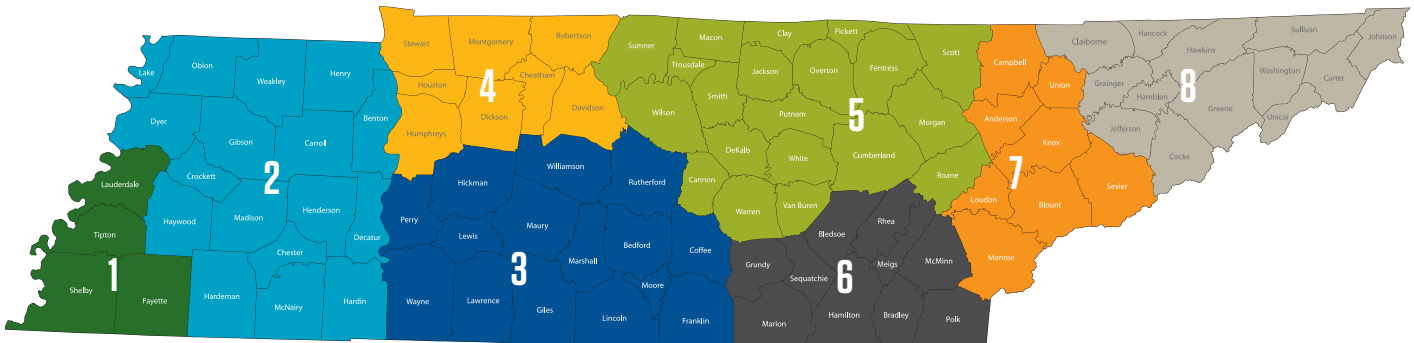 Lake
Obion
Weakley
Henry
Dyer
Gibson
Carroll
Benton
2
Crockett
Haywood
Madison
Henderson
Decatur
Chester
Hardeman
McNairy
Hardin
Lauderdale
Tipton
1
Shelby
Fayette
Stewart
Montgomery
Robertson
Houston
4
Cheatham
Humphreys
Dickson
Davidson
Hickman
Williamson
Rutherford
Perry
Lewis
Maury
Bedford
Coffee
3
Marshall
Moore
Wayne
Lawrence
Giles
Lincoln
Franklin
Sumner
Macon
Clay
Pickett
Scott
Trousdale
Jackson
Overton
Fentress
Wilson
Smith
Putnam
5
Morgan
DeKalb
White
Cumberland
Cannon
Roane
Warren
Van Buren
Bledsoe
Rhea
Grundy
Sequatchie
6
Meigs
McMinn
Marion
Hamilton
Bradley
Polk
Campbell
Union
Anderson
Knox
7
Sevier
Loudon
Blount
Monroe
Claiborne
Hancock
Hawkins
Sullivan
Johnson
Grainger
8
Washington
Carter
Hamblen
Greene
Unicoi
Jefferson
Cocke